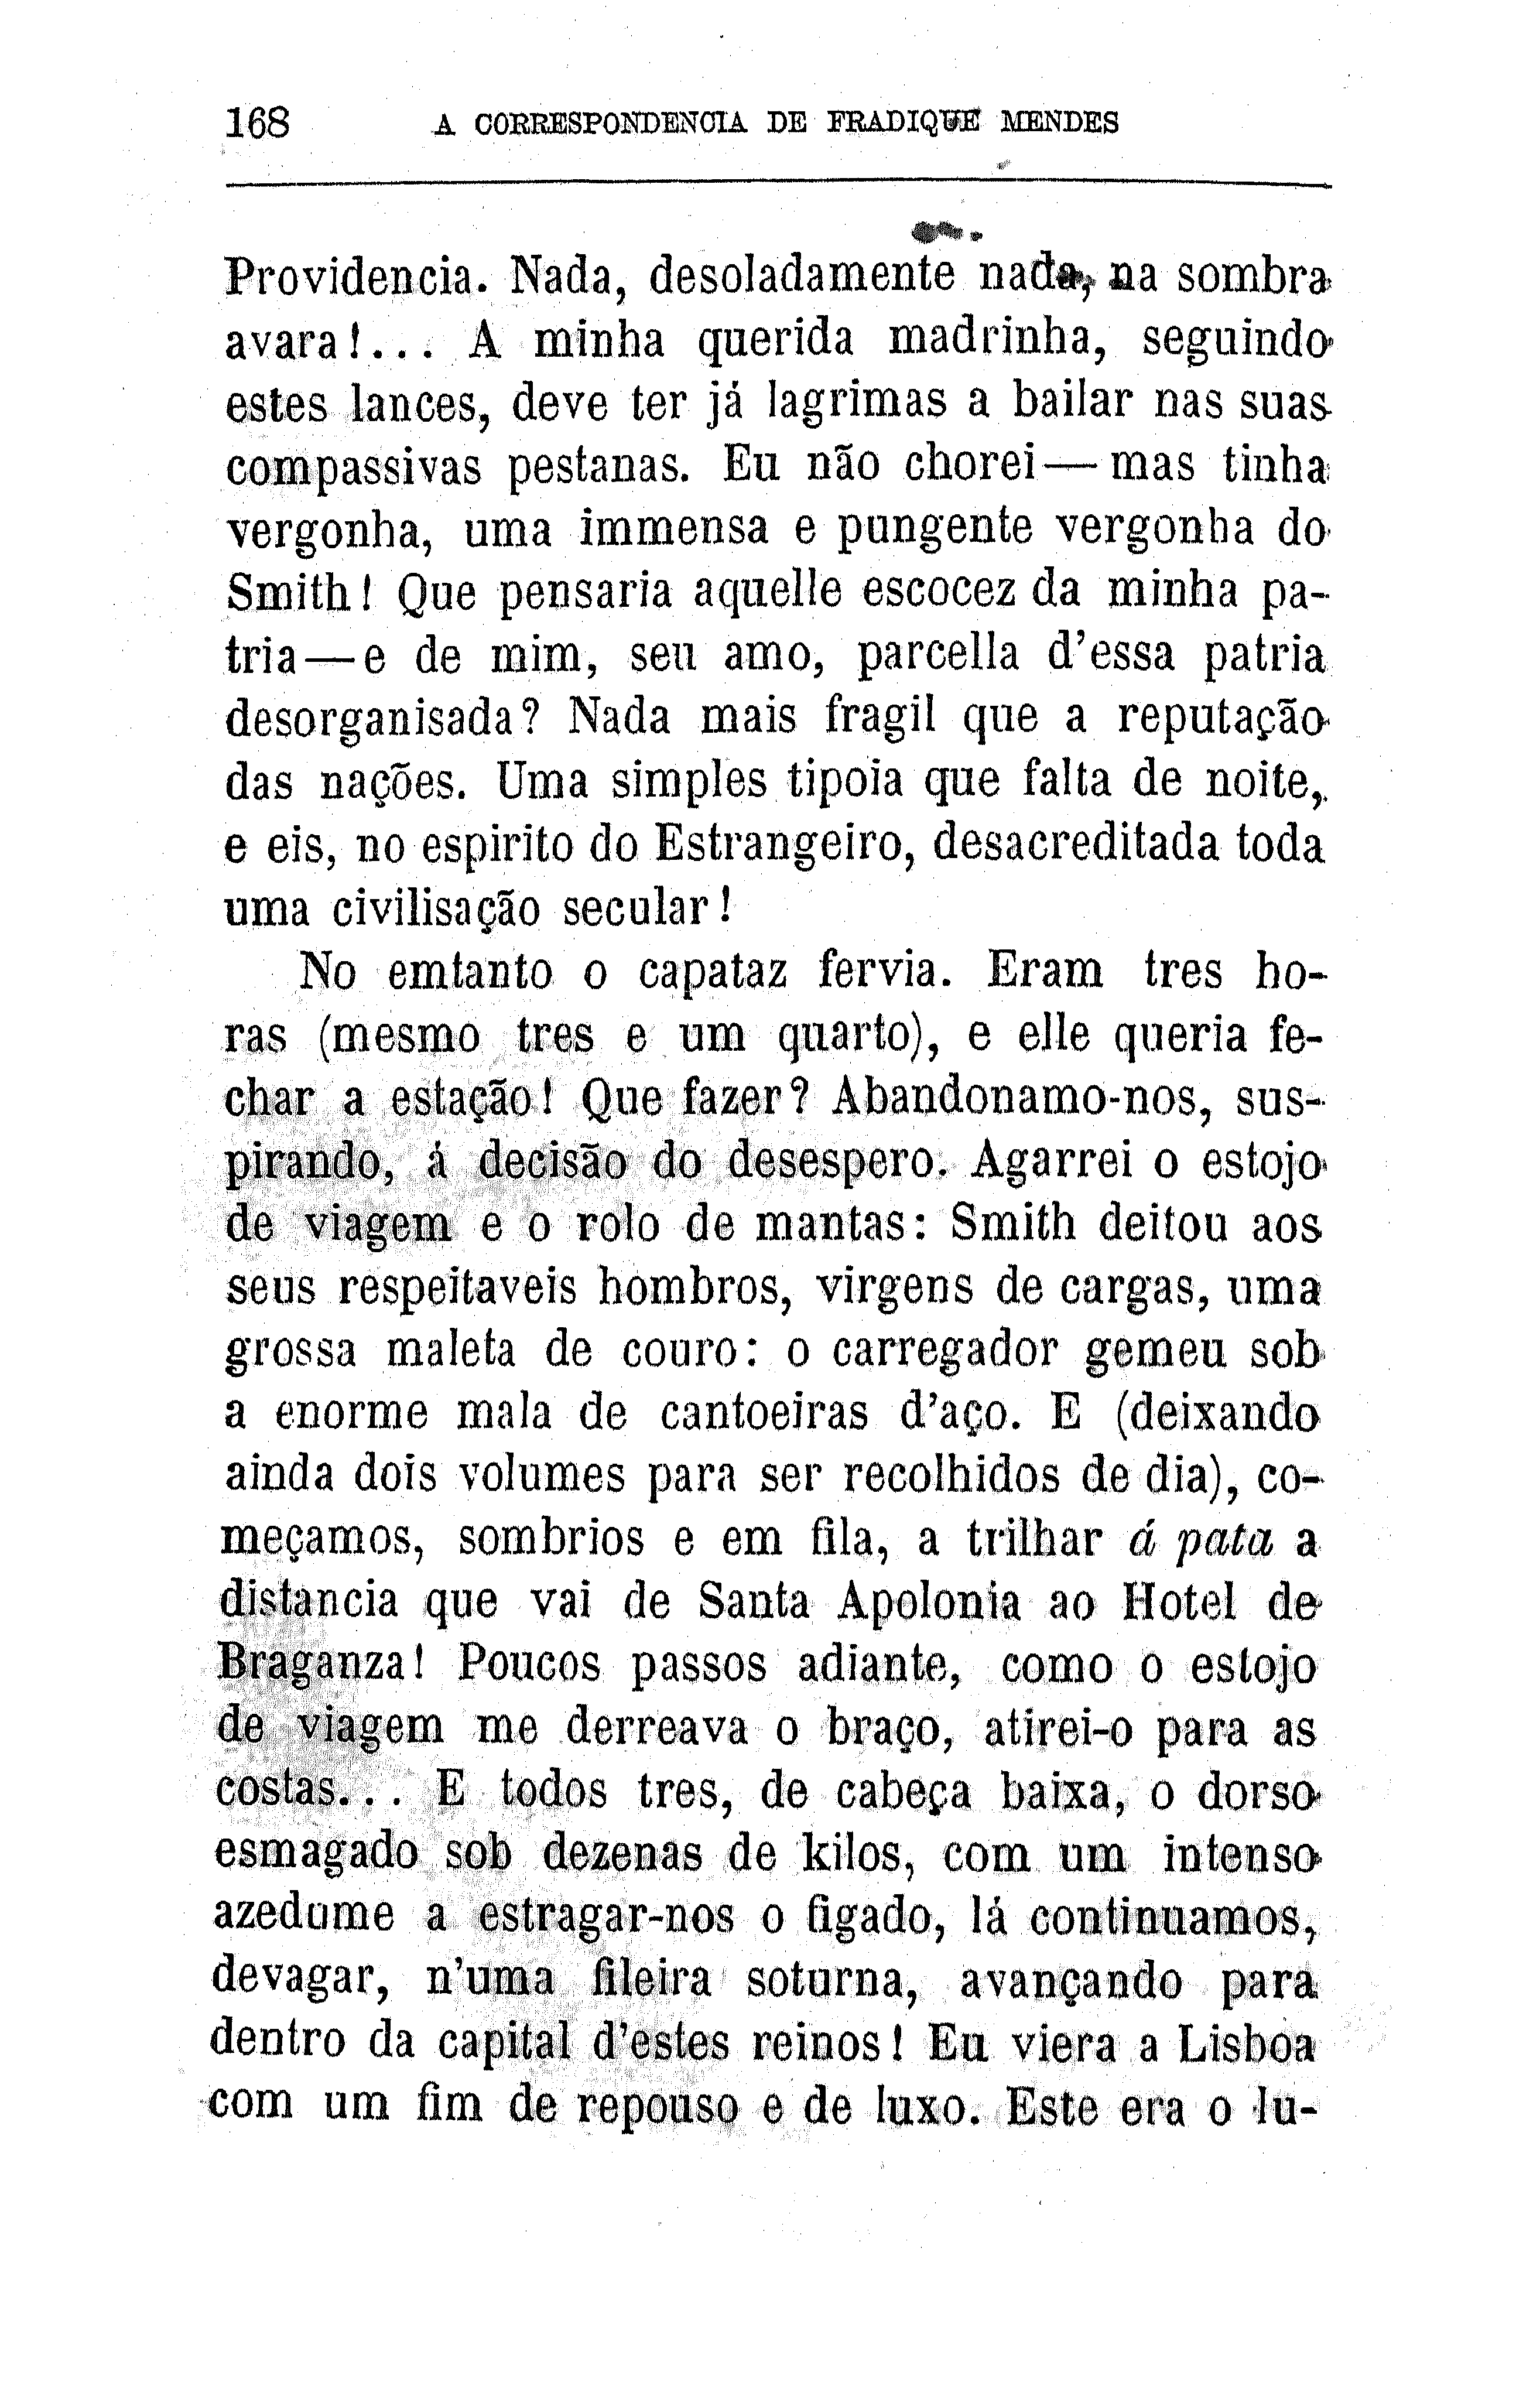 168 A CORRESPONDENCIA DE FRADIQUE MENDES
Providencia. Nada, desoladamente nada, na sombra
avara!... A minha querida madrinha, seguindo
estes lances, deve ter já lagrimas a bailar nas suas
compassivas pestanas. Eu não chorei—mas tinha
vergonha, uma immensa e pungente vergonha do
Smith! Que pensaria aquelle escocez da minha pa-
tria—e de mim, seu amo, parcella d'essa patria
desorganisada? Nada mais fragil que a reputação
das nações. Uma simples tipoia que falta de noite,
e eis, no espirito do Estrangeiro, desacreditada toda
uma civilisação secular!
No emtanto o capataz fervia. Eram tres ho-
ras (mesmo tres e um quarto), e elle queria fe-
char a estação! Que fazer? Abandonamo-nos, sus-
pirando, á decisão do desespero. Agarrei o estojo
de viagem e o rolo de mantas: Smith deitou aos
seus respeitaveis hombros, virgens de cargas, uma
grossa maleta de couro: o carregador gemeu sob
a enorme mala de cantoeiras d'aço. E (deixando
ainda dois volumes para ser recolhidos de dia), co-
meçamos, sombrios e em fila, a trilhar á pata a
distancia que vai de Santa Apolonia ao Hotel de
Braganza! Poucos passos adiante, como o estojo
de viagem me derreava o braço, atirei-o para as
costas... E todos tres, de cabeça baixa, o dorso
esmagado sob dezenas de kilos, com um intenso
azedume a estragar-nos o figado, lá continuamos,
devagar, n'uma fileira soturna, avançando para
dentro da capital d'estes reinos! Eu viera a Lisboa
com um fim de repouso e de luxo. Este era o lu-